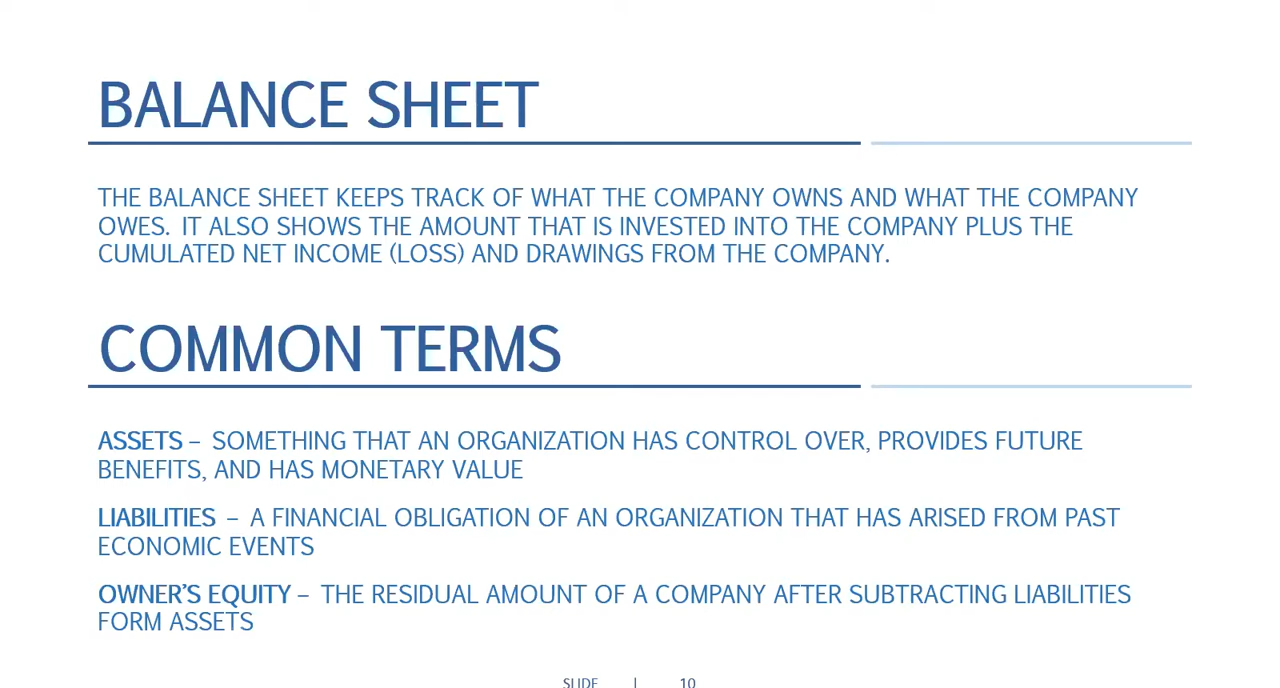 BALANCE SHEET
THE BALANCE SHEET KEEPS TRACK OF WHAT THE COMPANY OWNS AND WHAT THE COMPANY
OWES. IT ALSO SHOWS THE AMOUNT THAT IS INVESTED INTO THE COMPANY PLUS THE
CUMULATED NET INCOME (LOSS) AND DRAWINGS FROM THE COMPANY.
COMMON TERMS
ASSETS – SOMETHING THAT AN ORGANIZATION HAS CONTROL OVER, PROVIDES FUTURE
BENEFITS, AND HAS MONETARY VALUE
LIABILITIES – A FINANCIAL OBLIGATION OF AN ORGANIZATION THAT HAS ARISED FROM PAST
ECONOMIC EVENTS
OWNER’S EQUITY – THE RESIDUAL AMOUNT OF A COMPANY AFTER SUBTRACTING LIABILITIES
FORM ASSETS
SLIDE | 10